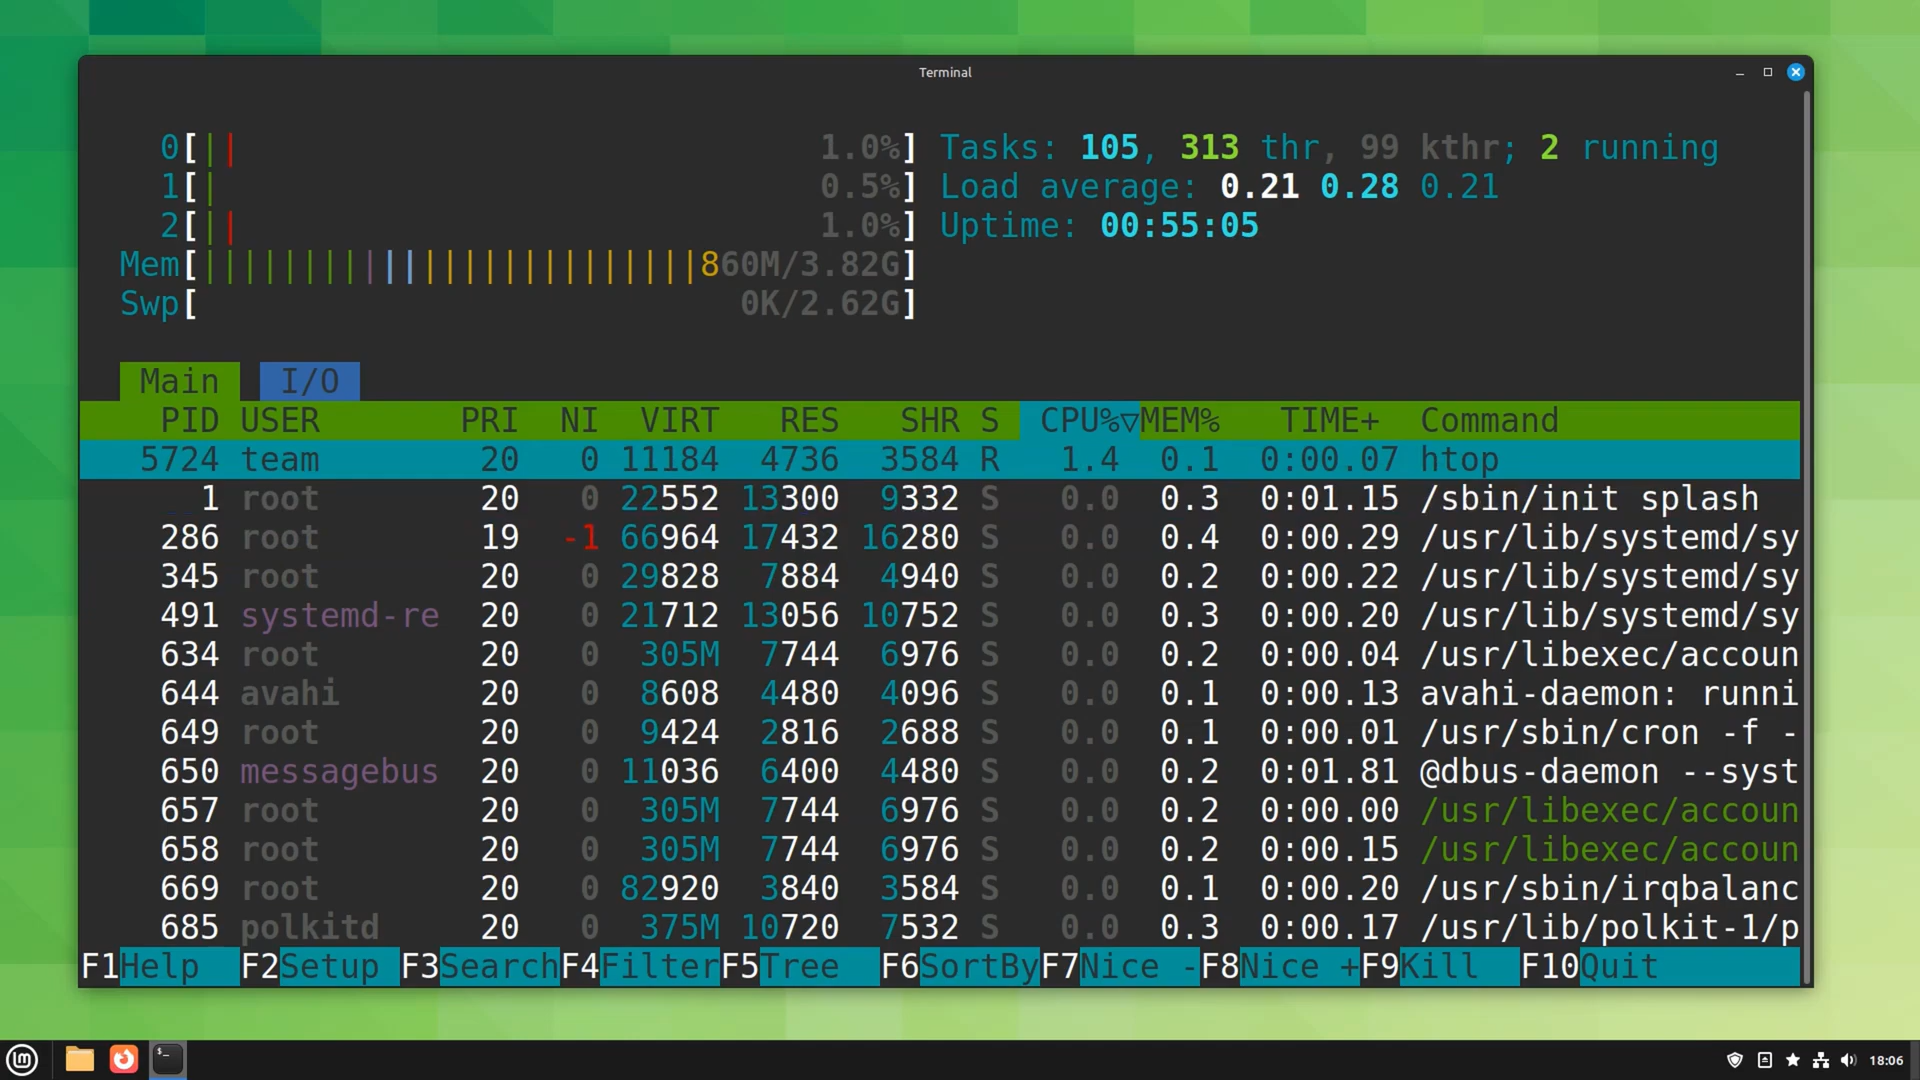 Terminal
0[|| 1.0%] Tasks: 105, 313 thr, 99 kthr; 2 running
1[| 0.5%] Load average: 0.21 0.28 0.21
2[|| 1.0%] Uptime: 00:55:05
Mem[|||||||||||||||||||||||||860M/3.82G]
Swp[ 0K/2.62G]
Main I/O
PID USER PRI NI VIRT RES SHR S CPU%▽MEM% TIME+ Command
5724 team 20 0 11184 4736 3584 R 1.4 0.1 0:00.07 htop
1 root 20 0 22552 13300 9332 S 0.0 0.3 0:01.15 /sbin/init splash
286 root 19 -1 66964 17432 16280 S 0.0 0.4 0:00.29 /usr/lib/systemd/sy
345 root 20 0 29828 7884 4940 S 0.0 0.2 0:00.22 /usr/lib/systemd/sy
491 systemd-re 20 0 21712 13056 10752 S 0.0 0.3 0:00.20 /usr/lib/systemd/sy
634 root 20 0 305M 7744 6976 S 0.0 0.2 0:00.04 /usr/libexec/accoun
644 avahi 20 0 8608 4480 4096 S 0.0 0.1 0:00.13 avahi-daemon: runni
649 root 20 0 9424 2816 2688 S 0.0 0.1 0:00.01 /usr/sbin/cron -f -
650 messagebus 20 0 11036 6400 4480 S 0.0 0.2 0:01.81 @dbus-daemon --syst
657 root 20 0 305M 7744 6976 S 0.0 0.2 0:00.00 /usr/libexec/accoun
658 root 20 0 305M 7744 6976 S 0.0 0.2 0:00.15 /usr/libexec/accoun
669 root 20 0 82920 3840 3584 S 0.0 0.1 0:00.20 /usr/sbin/irqbalanc
685 polkitd 20 0 375M 10720 7532 S 0.0 0.3 0:00.17 /usr/lib/polkit-1/p
F1Help F2Setup F3SearchF4FilterF5Tree F6SortByF7Nice -F8Nice +F9Kill F10Quit
18:06